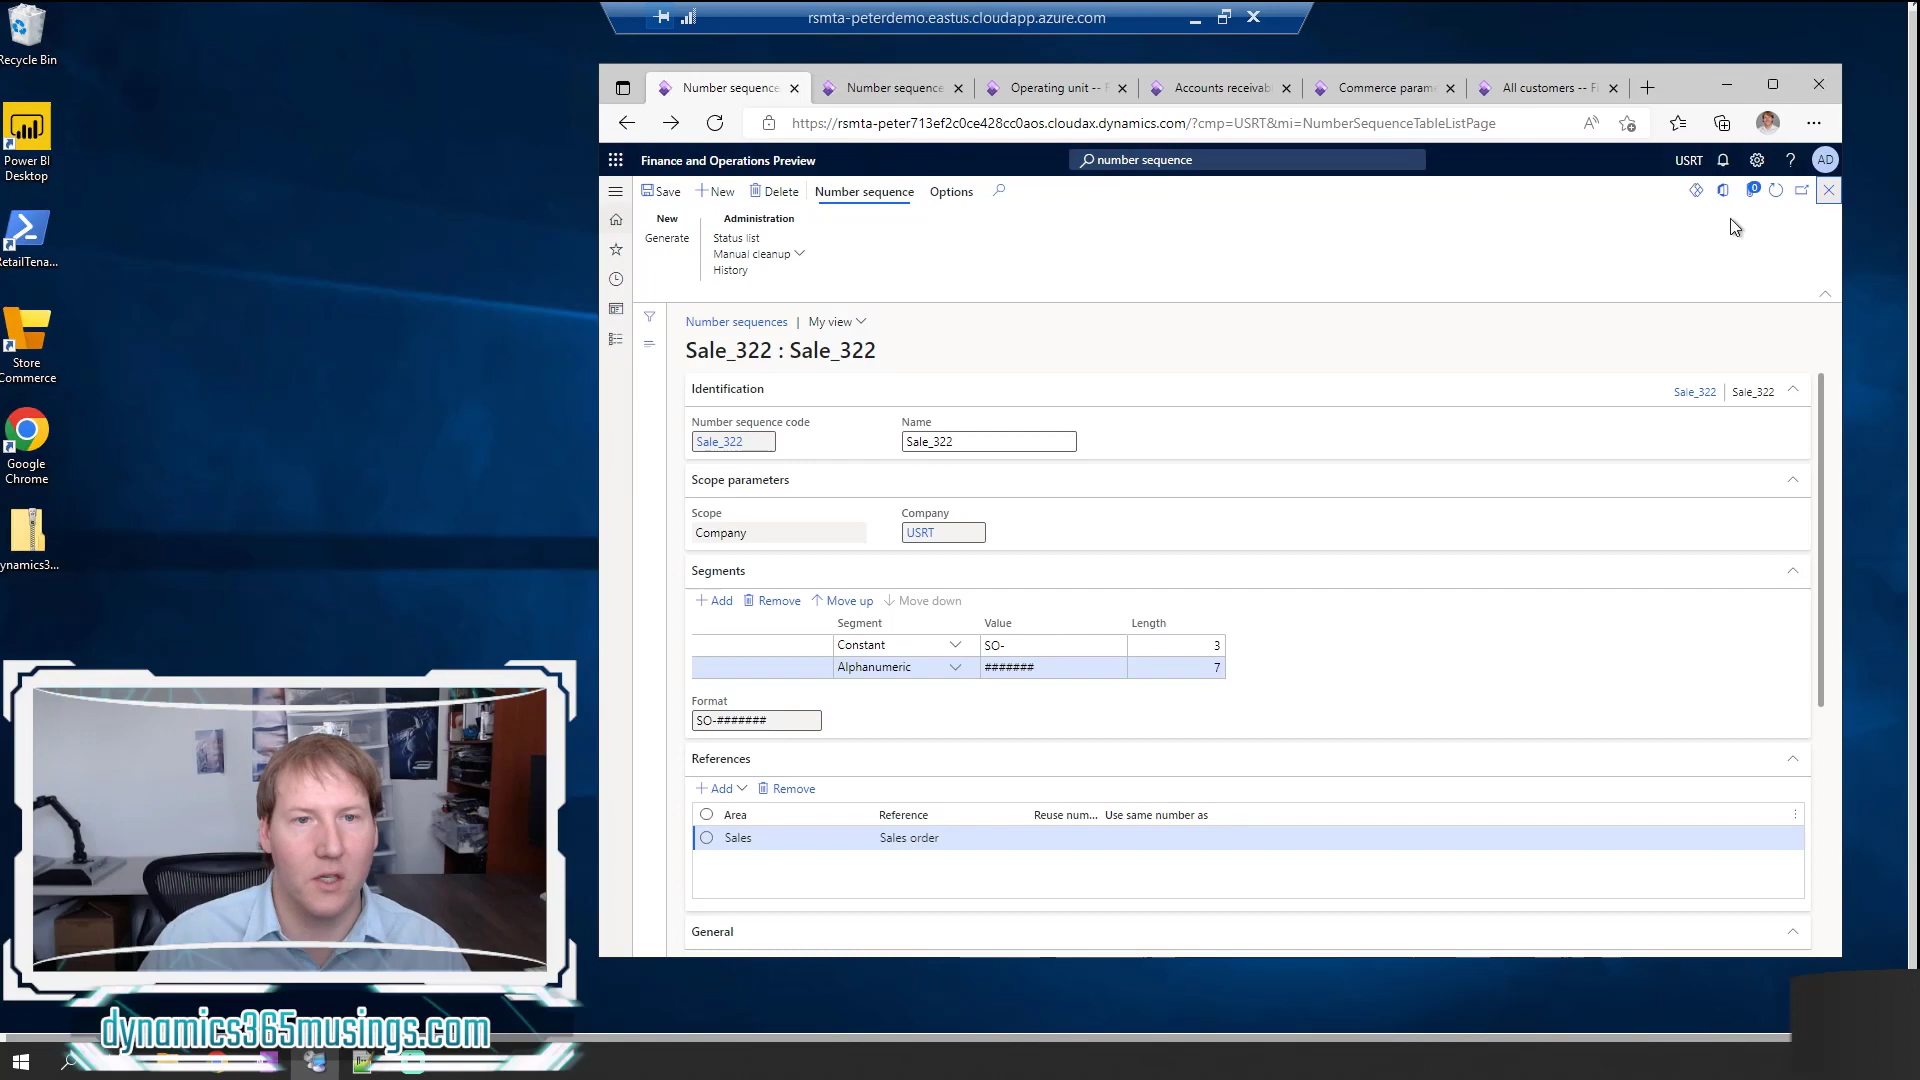 rsmta-peterdemo.eastus.cloudapp.azure.com
Recycle Bin
Power BI
Desktop
RetailTena...
Store
Commerce
Google
Chrome
ynamics3...
Number sequence
Number sequence
Operating unit -- F
Accounts receivab
Commerce param
All customers -- Fi
https://rsmta-peter713ef2c0ce428cc0aos.cloudax.dynamics.com/?cmp=USRT&mi=NumberSequenceTableListPage
Finance and Operations Preview
number sequence
USRT
?
AD
Save
New
Delete
Number sequence
Options
0
New
Generate
Administration
Status list
Manual cleanup
History
Number sequences | My view
Sale_322 : Sale_322
Identification
Sale_322 | Sale_322
Number sequence code
Name
Sale_322
Sale_322
Scope parameters
Scope
Company
Company
USRT
Segments
Add
Remove
Move up
Move down
Segment
Value
Length
Constant
SO-
3
Alphanumeric
#######
7
Format
SO-#######
References
Add
Remove
Area
Reference
Reuse num...
Use same number as
Sales
Sales order
General
dynamics365musings.com